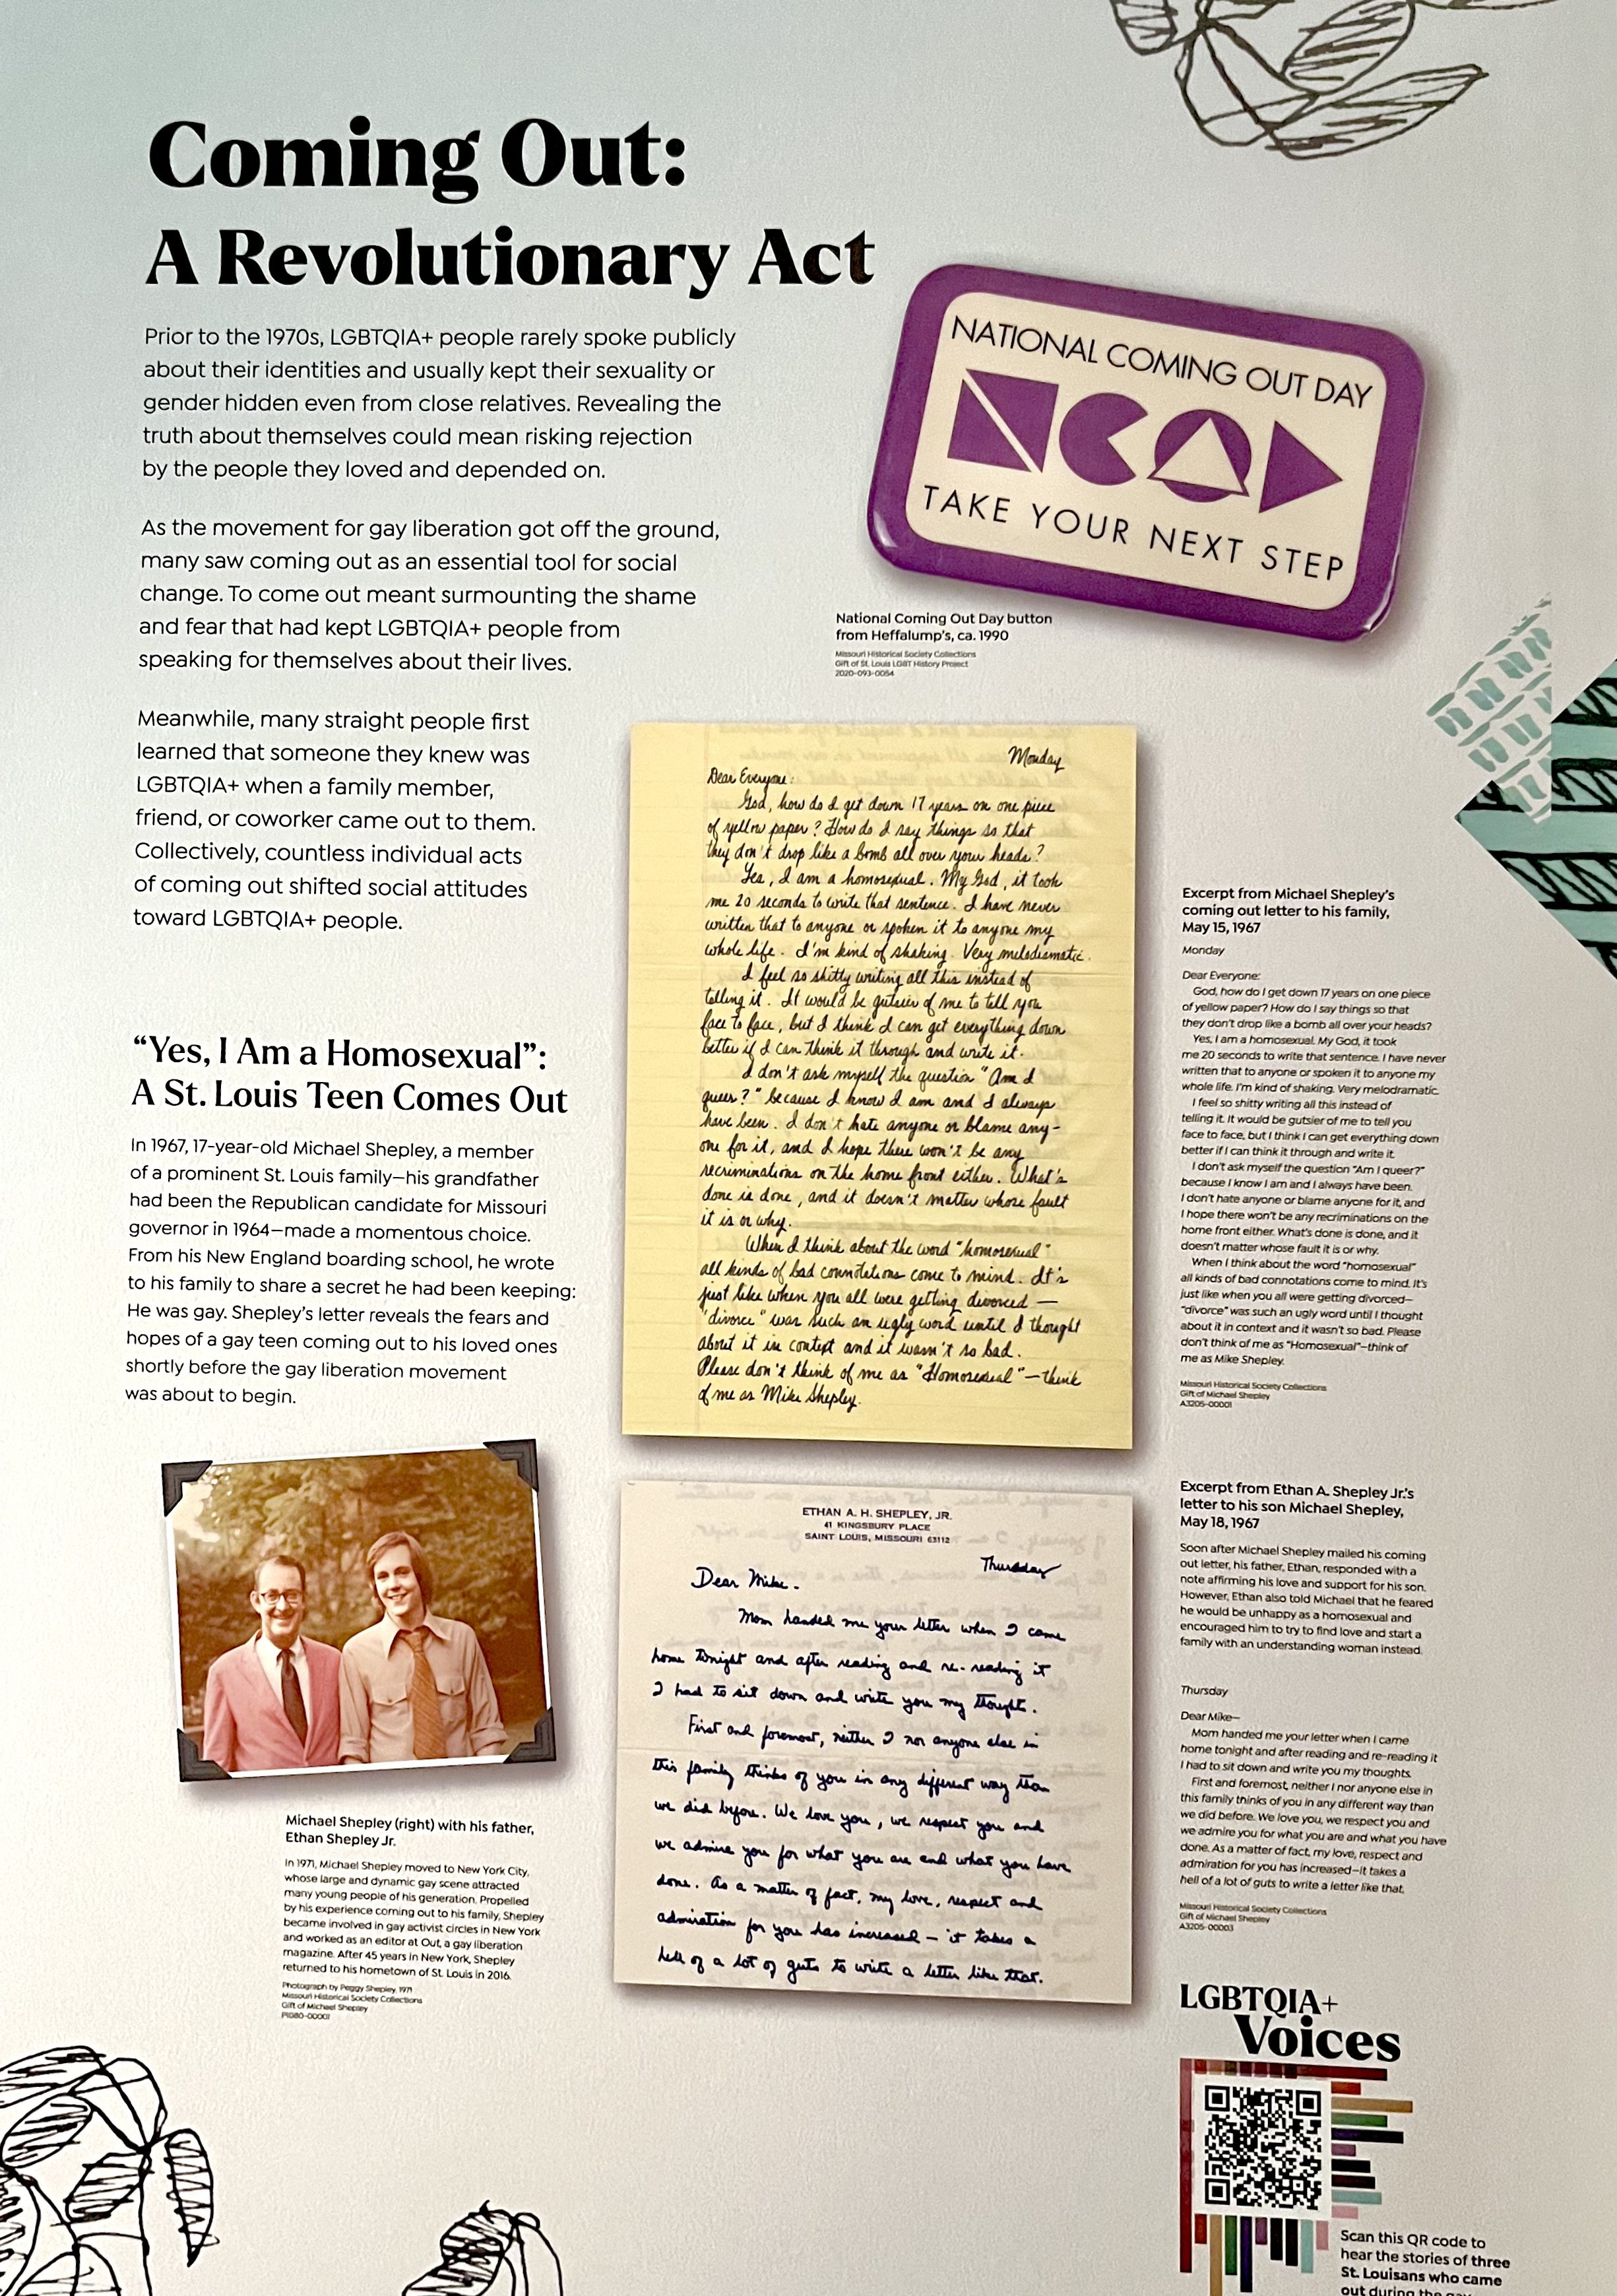 Coming Out:
A Revolutionary Act
Prior to the 1970s, LGBTQIA+ people rarely spoke publicly
about their identities and usually kept their sexuality or
gender hidden even from close relatives. Revealing the
truth about themselves could mean risking rejection
by the people they loved and depended on.
As the movement for gay liberation got off the ground,
many saw coming out as an essential tool for social
change. To come out meant surmounting the shame
and fear that had kept LGBTQIA+ people from
speaking for themselves about their lives.
Meanwhile, many straight people first
learned that someone they knew was
LGBTQIA+ when a family member,
friend, or coworker came out to them.
Collectively, countless individual acts
of coming out shifted social attitudes
toward LGBTQIA+ people.
NATIONAL COMING OUT DAY
NCOD
TAKE YOUR NEXT STEP
National Coming Out Day button
from Heffalump's, ca. 1990
Missouri Historical Society Collections
Gift of St. Louis LGBT History Project
2020-093-0054
"Yes, I Am a Homosexual":
A St. Louis Teen Comes Out
In 1967, 17-year-old Michael Shepley, a member
of a prominent St. Louis family—his grandfather
had been the Republican candidate for Missouri
governor in 1964—made a momentous choice.
From his New England boarding school, he wrote
to his family to share a secret he had been keeping:
He was gay. Shepley's letter reveals the fears and
hopes of a gay teen coming out to his loved ones
shortly before the gay liberation movement
was about to begin.
Michael Shepley (right) with his father,
Ethan Shepley Jr.
In 1971, Michael Shepley moved to New York City,
whose large and dynamic gay scene attracted
many young people of his generation. Propelled
by his experience coming out to his family, Shepley
became involved in gay activist circles in New York
and worked as an editor at Out, a gay liberation
magazine. After 45 years in New York, Shepley
returned to his hometown of St. Louis in 2016.
Photograph by Peggy Shepley, 1971
Missouri Historical Society Collections
Gift of Michael Shepley
P1080-00001
Monday
Dear Everyone:
God, how do I get down 17 years on one piece
of yellow paper? How do I say things so that
they don't drop like a bomb all over your heads?
Yes, I am a homosexual. My God, it took
me 20 seconds to write that sentence. I have never
written that to anyone or spoken it to anyone my
whole life. I'm kind of shaking. Very melodramatic.
I feel so shitty writing all this instead of
telling it. It would be gutsier of me to tell you
face to face, but I think I can get everything down
better if I can think it through and write it.
I don't ask myself the question "Am I
queer?" because I know I am and I always
have been. I don't hate anyone or blame any-
one for it, and I hope there won't be any
recriminations on the home front either. What's
done is done, and it doesn't matter whose fault
it is or why.
When I think about the word "homosexual"
all kinds of bad connotations come to mind. It's
just like when you all were getting divorced —
"divorce" was such an ugly word until I thought
about it in context and it wasn't so bad.
Please don't think of me as "Homosexual" — think
of me as Mike Shepley.
Excerpt from Michael Shepley's
coming out letter to his family,
May 15, 1967
Monday
Dear Everyone:
God, how do I get down 17 years on one piece
of yellow paper? How do I say things so that
they don't drop like a bomb all over your heads?
Yes, I am a homosexual. My God, it took
me 20 seconds to write that sentence. I have never
written that to anyone or spoken it to anyone my
whole life. I'm kind of shaking. Very melodramatic.
I feel so shitty writing all this instead of
telling it. It would be gutsier of me to tell you
face to face, but I think I can get everything down
better if I can think it through and write it.
I don't ask myself the question "Am I queer?"
because I know I am and I always have been.
I don't hate anyone or blame anyone for it, and
I hope there won't be any recriminations on the
home front either. What's done is done, and it
doesn't matter whose fault it is or why.
When I think about the word "homosexual"
all kinds of bad connotations come to mind. It's
just like when you all were getting divorced—
"divorce" was such an ugly word until I thought
about it in context and it wasn't so bad. Please
don't think of me as "Homosexual"—think of
me as Mike Shepley.
Missouri Historical Society Collections
Gift of Michael Shepley
A3205-00001
ETHAN A. H. SHEPLEY, JR.
41 KINGSBURY PLACE
SAINT LOUIS, MISSOURI 63112
Thursday
Dear Mike—
Mom handed me your letter when I came
home tonight and after reading and re-reading it
I had to sit down and write you my thoughts.
First and foremost, neither I nor anyone else in
this family thinks of you in any different way than
we did before. We love you, we respect you and
we admire you for what you are and what you have
done. As a matter of fact, my love, respect and
admiration for you has increased — it takes a
hell of a lot of guts to write a letter like that.
Excerpt from Ethan A. Shepley Jr.'s
letter to his son Michael Shepley,
May 18, 1967
Soon after Michael Shepley mailed his coming
out letter, his father, Ethan, responded with a
note affirming his love and support for his son.
However, Ethan also told Michael that he feared
he would be unhappy as a homosexual and
encouraged him to try to find love and start a
family with an understanding woman instead.
Thursday
Dear Mike—
Mom handed me your letter when I came
home tonight and after reading and re-reading it
I had to sit down and write you my thoughts.
First and foremost, neither I nor anyone else in
this family thinks of you in any different way than
we did before. We love you, we respect you and
we admire you for what you are and what you have
done. As a matter of fact, my love, respect and
admiration for you has increased—it takes a
hell of a lot of guts to write a letter like that.
Missouri Historical Society Collections
Gift of Michael Shepley
A3205-00003
LGBTQIA+
Voices
Scan this QR code to
hear the stories of three
St. Louisans who came
out during the gay